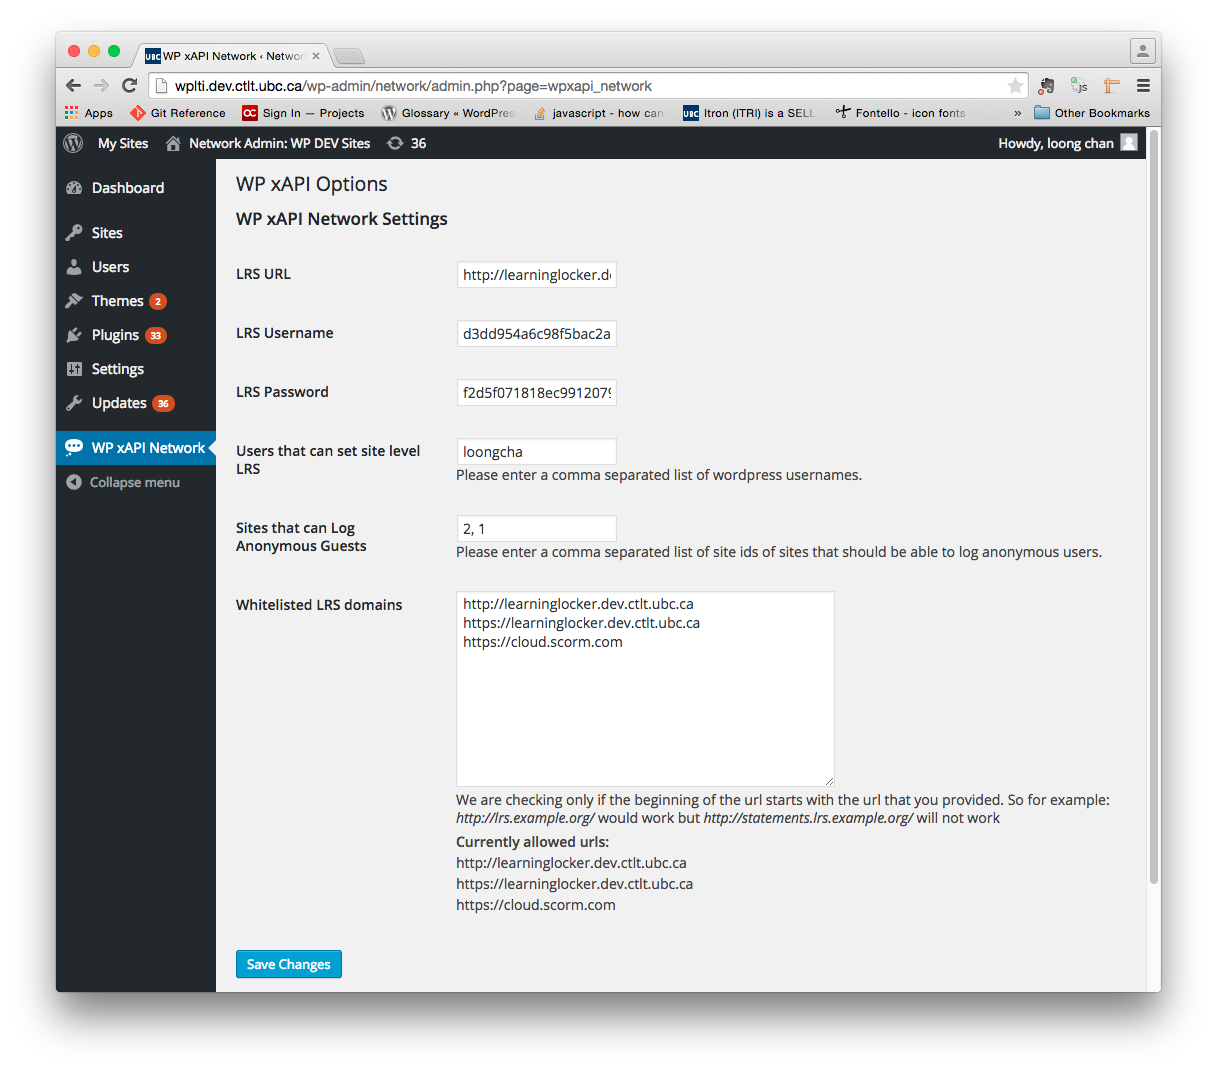 UBC WP xAPI Network ‹ Networ
wplti.dev.ctlt.ubc.ca/wp-admin/network/admin.php?page=wpxapi_network
Apps Git Reference OC Sign In — Projects Glossary « WordPres javascript - how can UBC Itron (ITRI) is a SELL Fontello - icon fonts » Other Bookmarks
My Sites Network Admin: WP DEV Sites 36 Howdy, loong chan
Dashboard
Sites
Users
Themes 2
Plugins 33
Settings
Updates 36
WP xAPI Network
Collapse menu
WP xAPI Options
WP xAPI Network Settings
LRS URL http://learninglocker.d
LRS Username d3dd954a6c98f5bac2a
LRS Password f2d5f071818ec9912079
Users that can set site level
LRS
loongcha
Please enter a comma separated list of wordpress usernames.
Sites that can Log
Anonymous Guests
2, 1
Please enter a comma separated list of site ids of sites that should be able to log anonymous users.
Whitelisted LRS domains
http://learninglocker.dev.ctlt.ubc.ca
https://learninglocker.dev.ctlt.ubc.ca
https://cloud.scorm.com
We are checking only if the beginning of the url starts with the url that you provided. So for example:
http://lrs.example.org/ would work but http://statements.lrs.example.org/ will not work
Currently allowed urls:
http://learninglocker.dev.ctlt.ubc.ca
https://learninglocker.dev.ctlt.ubc.ca
https://cloud.scorm.com
Save Changes